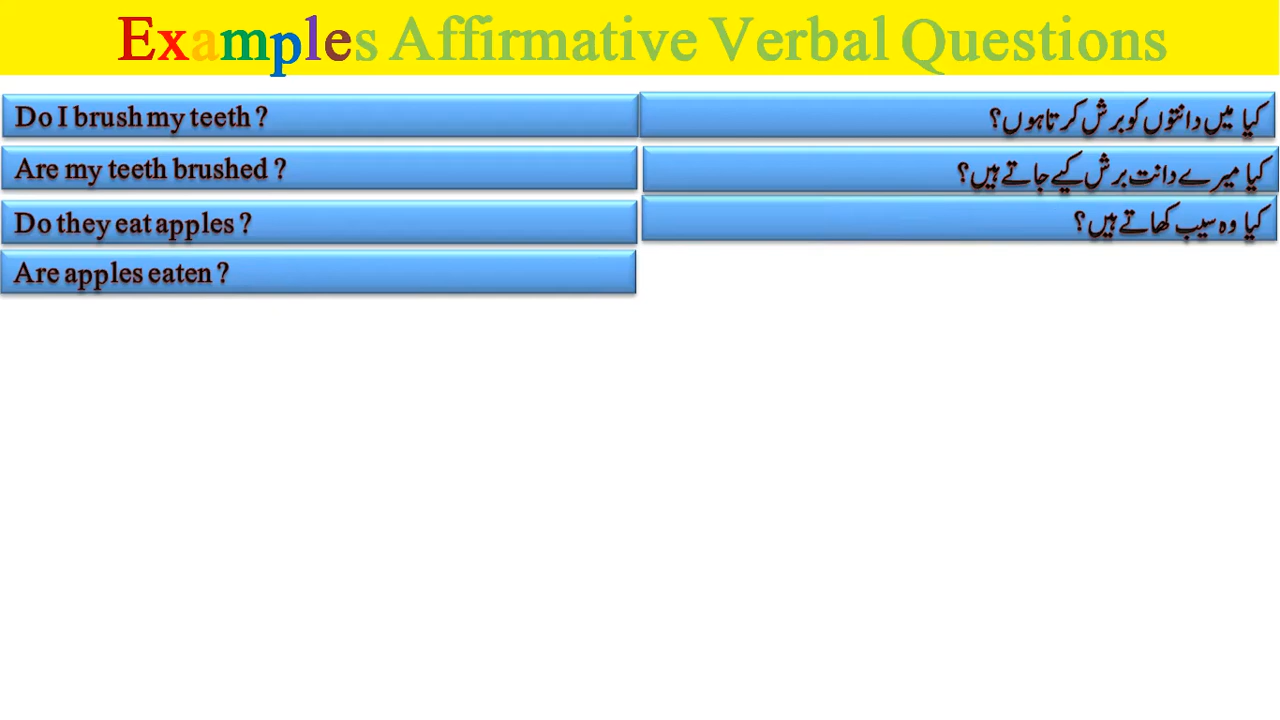 Examples Affirmative Verbal Questions
Do I brush my teeth ?
کیا میں دانتوں کو برش کرتا ہوں؟
Are my teeth brushed ?
کیا میرے دانت برش کیے جاتے ہیں؟
Do they eat apples ?
کیا وہ سیب کھاتے ہیں؟
Are apples eaten ?